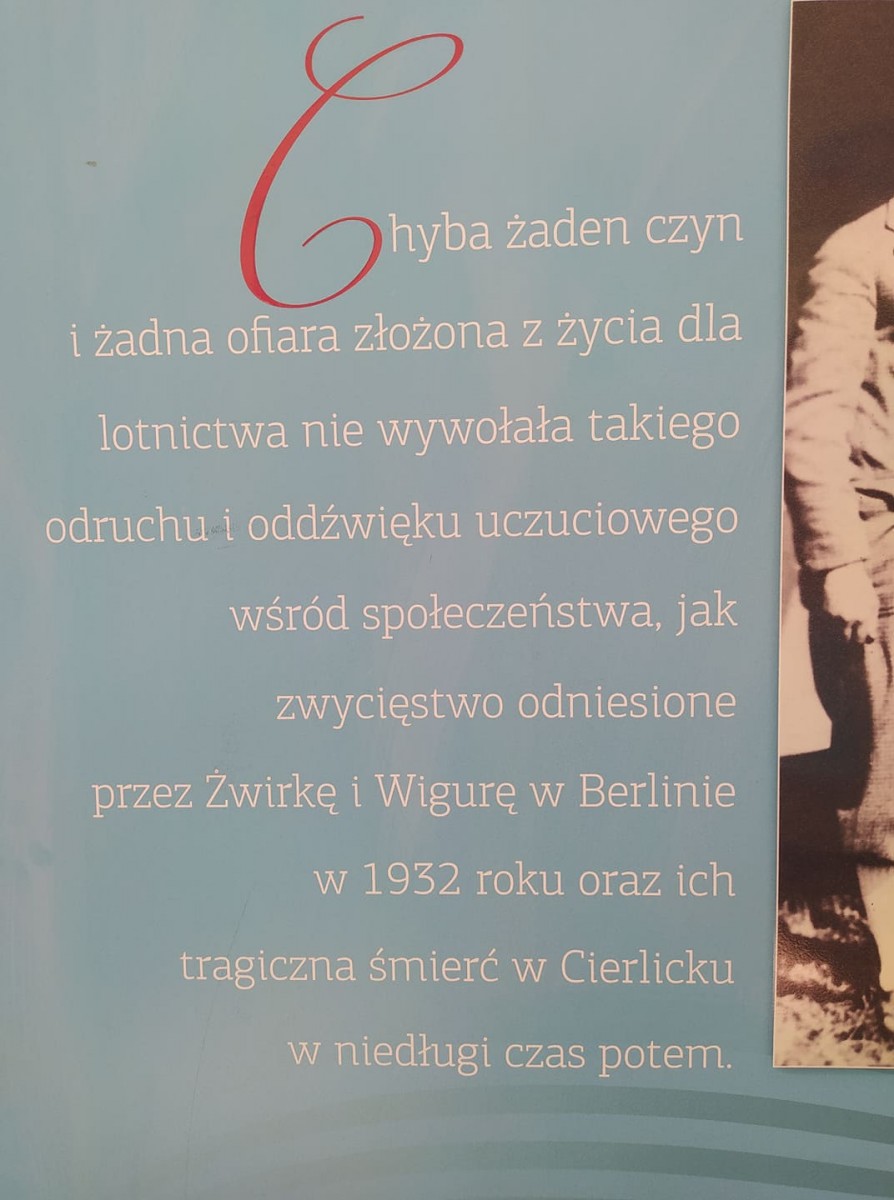 Chyba żaden czyn
i żadna ofiara złożona z życia dla
lotnictwa nie wywołała takiego
odruchu i oddźwięku uczuciowego
wśród społeczeństwa, jak
zwycięstwo odniesione
przez Żwirkę i Wigurę w Berlinie
w 1932 roku oraz ich
tragiczna śmierć w Cierlicku
w niedługi czas potem.